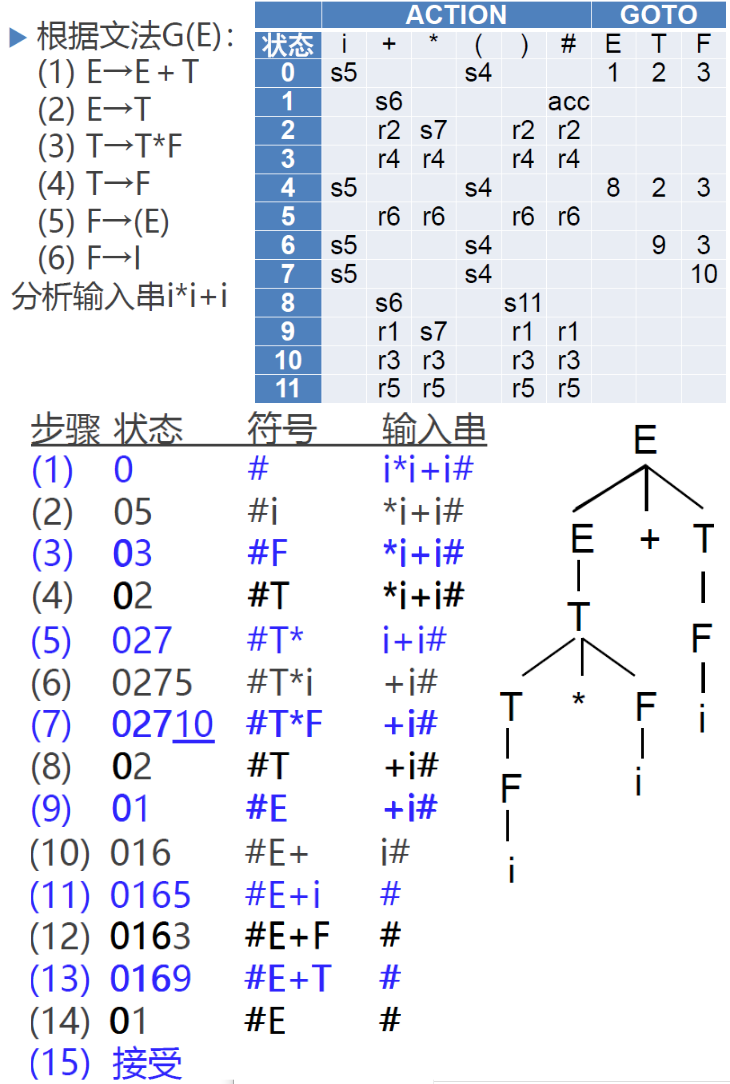 ▶ 根据文法G(E)：
(1) E→E + T
(2) E→T
(3) T→T*F
(4) T→F
(5) F→(E)
(6) F→I
分析输入串i*i+i
ACTION GOTO
状态 i + * ( ) # E T F
0 s5 s4 1 2 3
1 s6 acc
2 r2 s7 r2 r2
3 r4 r4 r4 r4
4 s5 s4 8 2 3
5 r6 r6 r6 r6
6 s5 s4 9 3
7 s5 s4 10
8 s6 s11
9 r1 s7 r1 r1
10 r3 r3 r3 r3
11 r5 r5 r5 r5
步骤 状态 符号 输入串
(1) 0 # i*i+i#
(2) 05 #i *i+i#
(3) 03 #F *i+i#
(4) 02 #T *i+i#
(5) 027 #T* i+i#
(6) 0275 #T*i +i#
(7) 02710 #T*F +i#
(8) 02 #T +i#
(9) 01 #E +i#
(10) 016 #E+ i#
(11) 0165 #E+i #
(12) 0163 #E+F #
(13) 0169 #E+T #
(14) 01 #E #
(15) 接受
E
E + T
T F
T * F i
F i
i